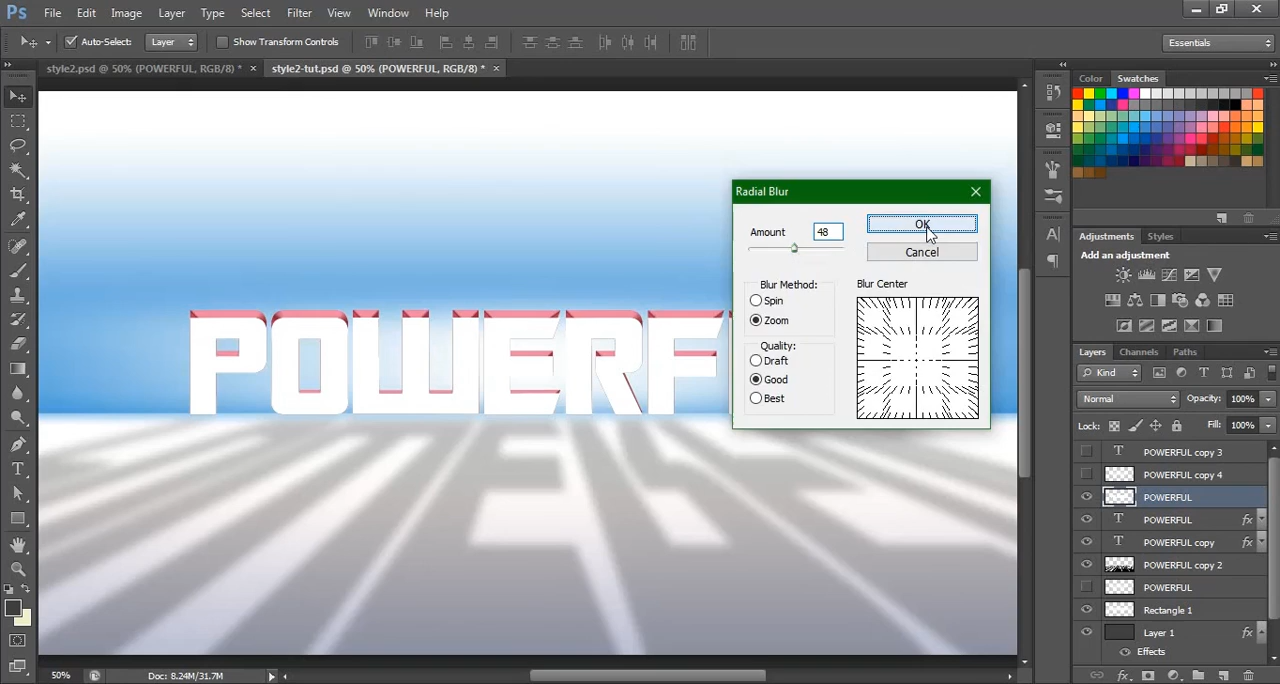 Ps File Edit Image Layer Type Select Filter View Window Help
Auto-Select: Layer Show Transform Controls Essentials
style2.psd @ 50% (POWERFUL, RGB/8) * × style2-tut.psd @ 50% (POWERFUL, RGB/8) * ×
Color Swatches
Radial Blur
Amount 48 OK
Cancel
Blur Method: Blur Center
Spin
Zoom
Quality:
Draft
Good
Best
POWERF
Adjustments Styles
Add an adjustment
Layers Channels Paths
Kind
Normal Opacity: 100%
Lock: Fill: 100%
T POWERFUL copy 3
POWERFUL copy 4
POWERFUL
T POWERFUL fx
T POWERFUL copy fx
POWERFUL copy 2
POWERFUL
Rectangle 1
Layer 1 fx
Effects
50% Doc: 8.24M/31.7M